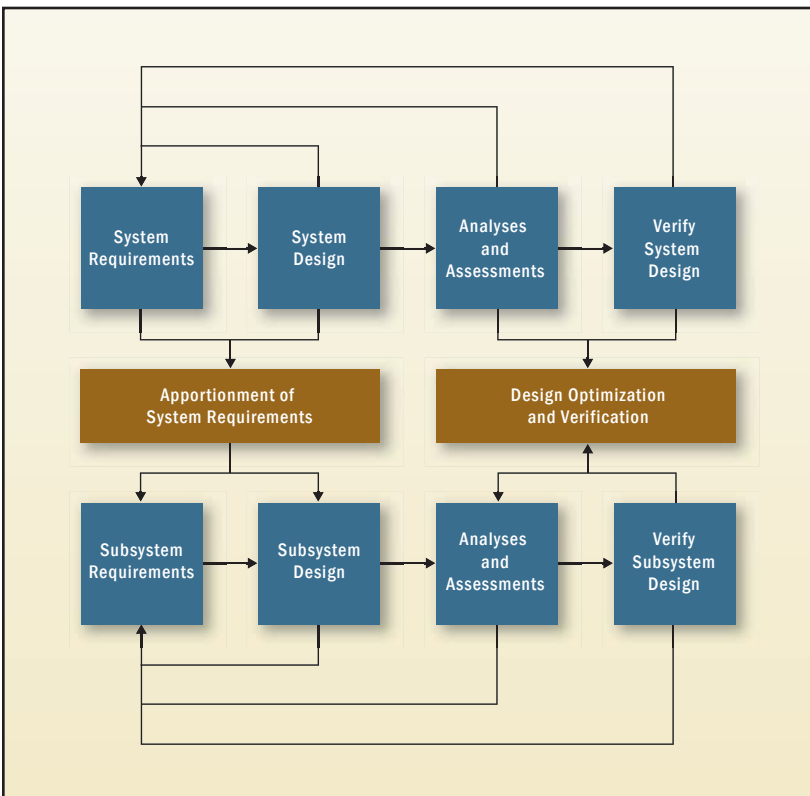 System
Requirements
System
Design
Analyses
and
Assessments
Verify
System
Design
Apportionment of
System Requirements
Design Optimization
and Verification
Subsystem
Requirements
Subsystem
Design
Analyses
and
Assessments
Verify
Subsystem
Design